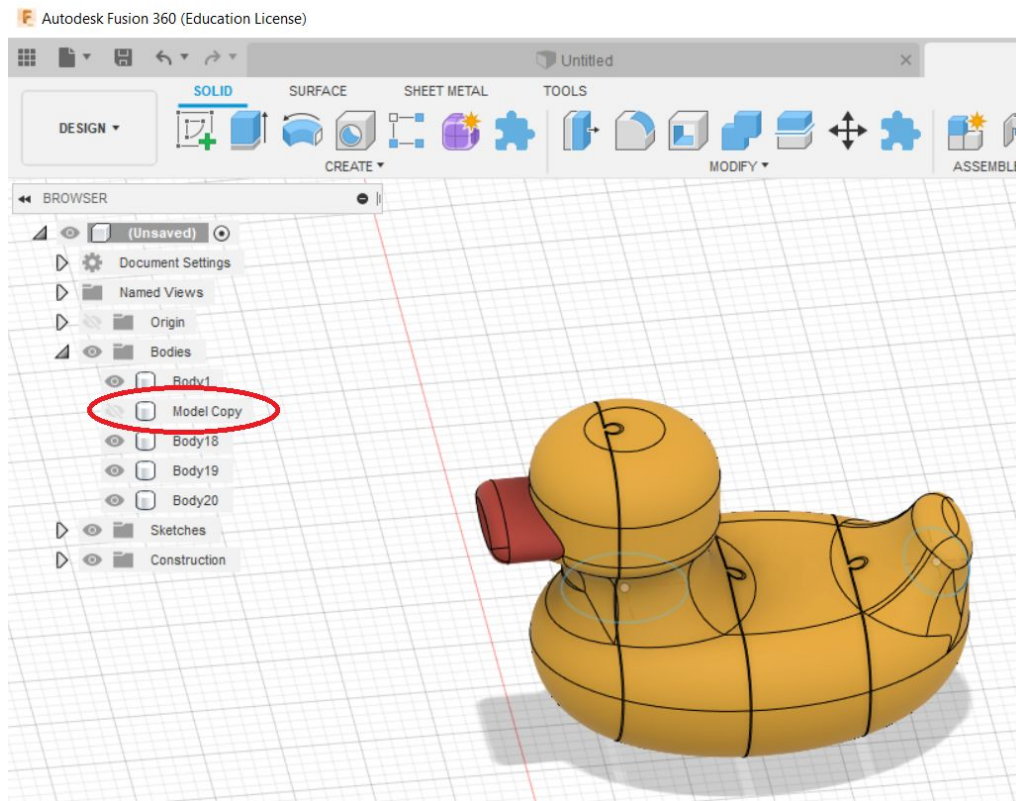 Autodesk Fusion 360 (Education License)
Untitled
SOLID SURFACE SHEET METAL TOOLS
DESIGN
CREATE MODIFY
BROWSER
(Unsaved)
Document Settings
Named Views
Origin
Bodies
Body1
Model Copy
Body18
Body19
Body20
Sketches
Construction